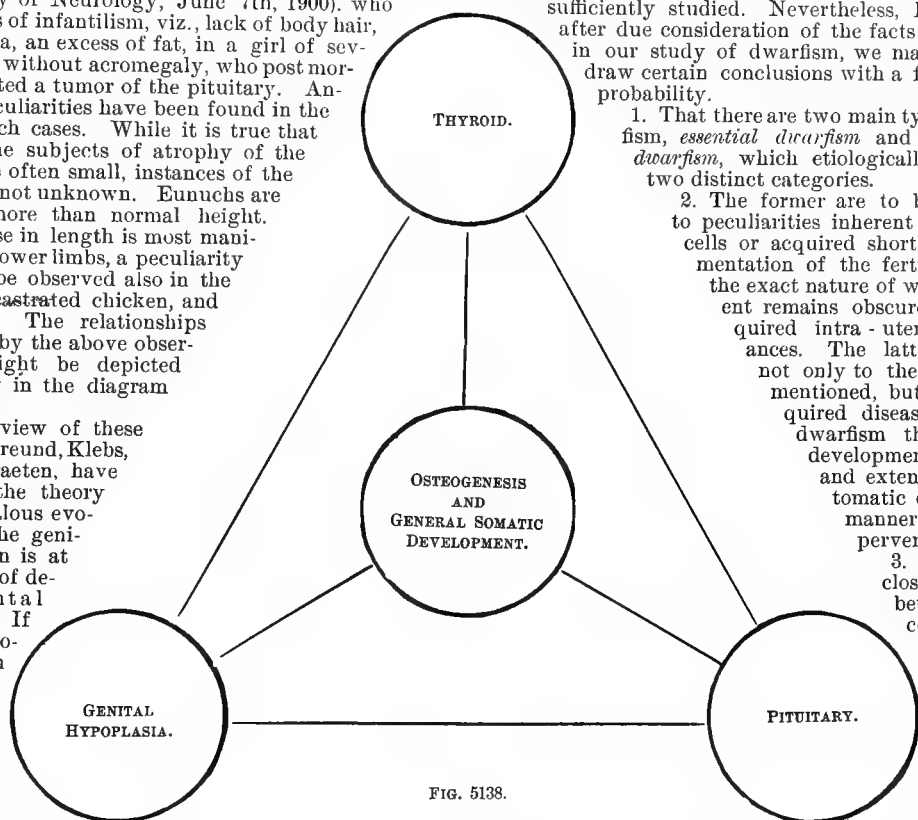 y of Neurology, June 7th, 1900). who
s of infantilism, viz., lack of body hair,
a, an excess of fat, in a girl of sev-
without acromegaly, who post mor-
ted a tumor of the pituitary. An-
culiarities have been found in the
ch cases. While it is true that
e subjects of atrophy of the
often small, instances of the
not unknown. Eunuchs are
more than normal height.
se in length is most mani-
ower limbs, a peculiarity
be observed also in the
castrated chicken, and
The relationships
by the above obser-
ight be depicted
in the diagram
view of these
reund, Klebs,
aeten, have
the theory
lous evo-
he geni-
n is at
of de-
ntal
If
o-
THYROID.
OSTEOGENESIS
AND
GENERAL SOMATIC
DEVELOPMENT.
GENITAL
HYPOPLASIA.
PITUITARY.
FIG. 5138.
sufficiently studied. Nevertheless,
after due consideration of the facts
in our study of dwarfism, we ma
draw certain conclusions with a f
probability.
1. That there are two main ty
fism, essential dwarfism and
dwarfism, which etiologicall
two distinct categories.
2. The former are to b
to peculiarities inherent
cells or acquired short
mentation of the fert
the exact nature of w
ent remains obscur
quired intra-uter
ances. The latt
not only to the
mentioned, but
quired diseas
dwarfism th
developmen
and exten
tomatic
manner
perver
3.
clos
be
c